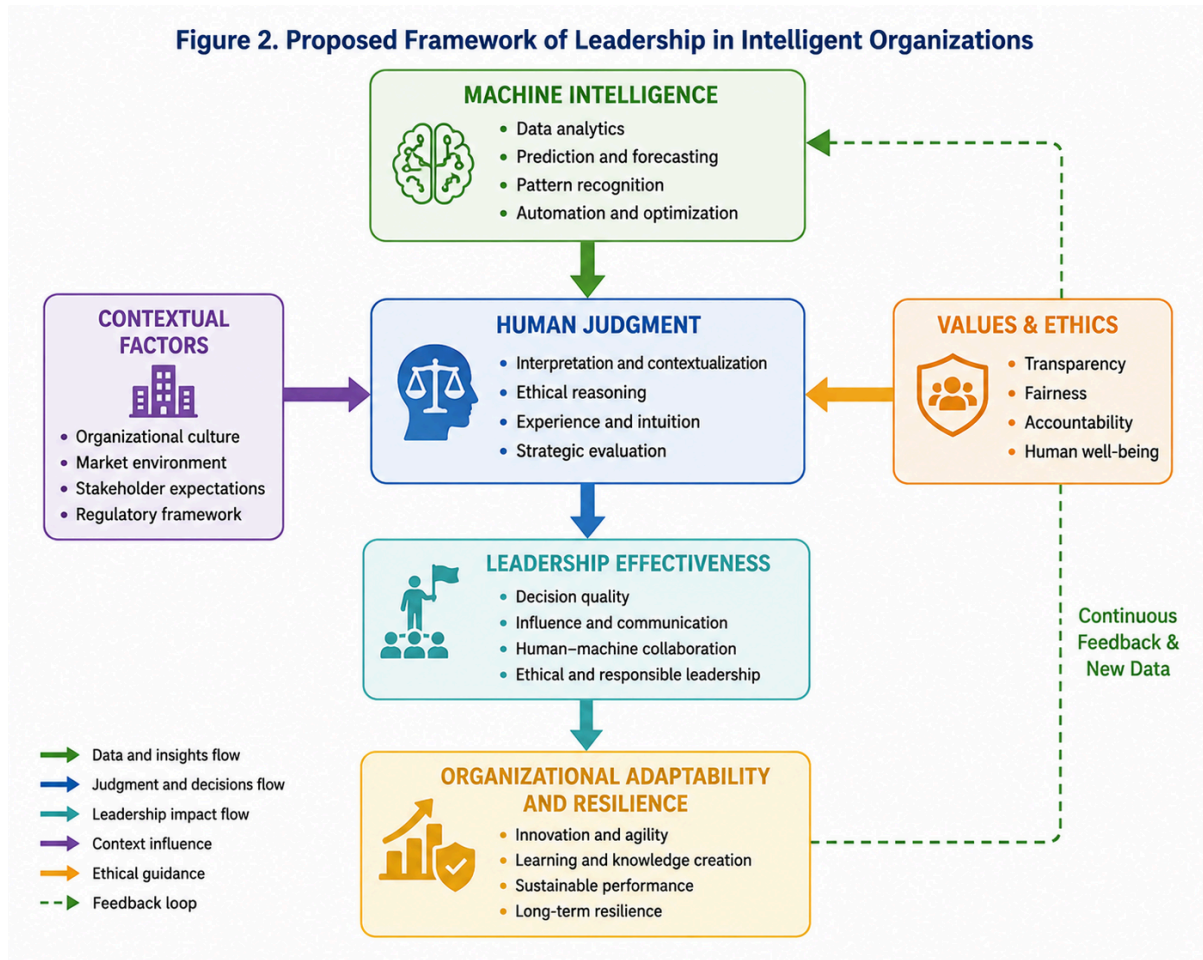 Figure 2. Proposed Framework of Leadership in Intelligent Organizations
MACHINE INTELLIGENCE
• Data analytics
• Prediction and forecasting
• Pattern recognition
• Automation and optimization
CONTEXTUAL
FACTORS
• Organizational culture
• Market environment
• Stakeholder expectations
• Regulatory framework
HUMAN JUDGMENT
• Interpretation and contextualization
• Ethical reasoning
• Experience and intuition
• Strategic evaluation
VALUES & ETHICS
• Transparency
• Fairness
• Accountability
• Human well-being
LEADERSHIP EFFECTIVENESS
• Decision quality
• Influence and communication
• Human–machine collaboration
• Ethical and responsible leadership
Continuous
Feedback &
New Data
ORGANIZATIONAL ADAPTABILITY
AND RESILIENCE
• Innovation and agility
• Learning and knowledge creation
• Sustainable performance
• Long-term resilience
Data and insights flow
Judgment and decisions flow
Leadership impact flow
Context influence
Ethical guidance
Feedback loop